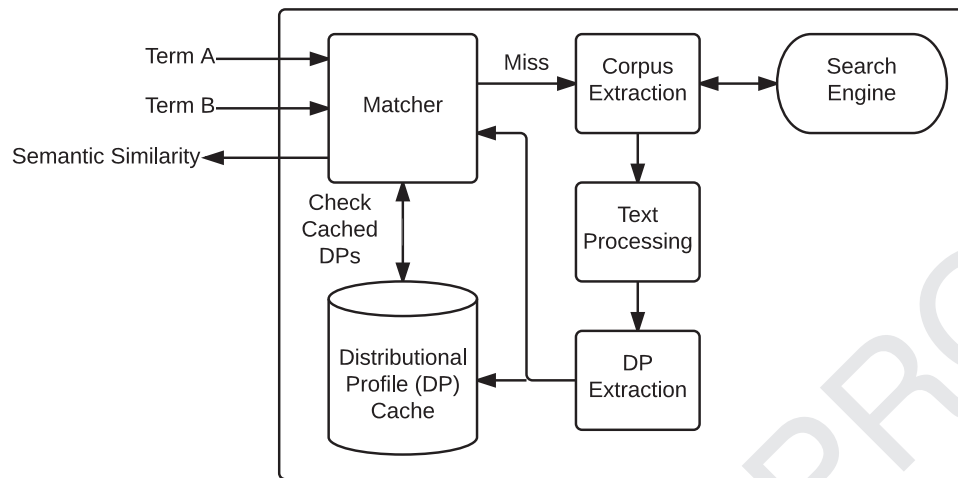 Term A
Term B
Semantic Similarity
Matcher
Miss
Corpus
Extraction
Search
Engine
Check
Cached
DPs
Text
Processing
Distributional
Profile (DP)
Cache
DP
Extraction
PRO